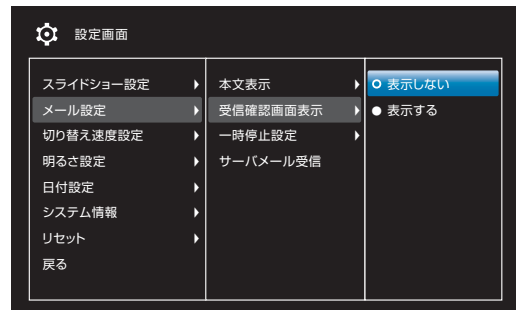 設定画面
スライドショー設定
メール設定
切り替え速度設定
明るさ設定
日付設定
システム情報
リセット
戻る
本文表示
受信確認画面表示
一時停止設定
サーバメール受信
表示しない
表示する